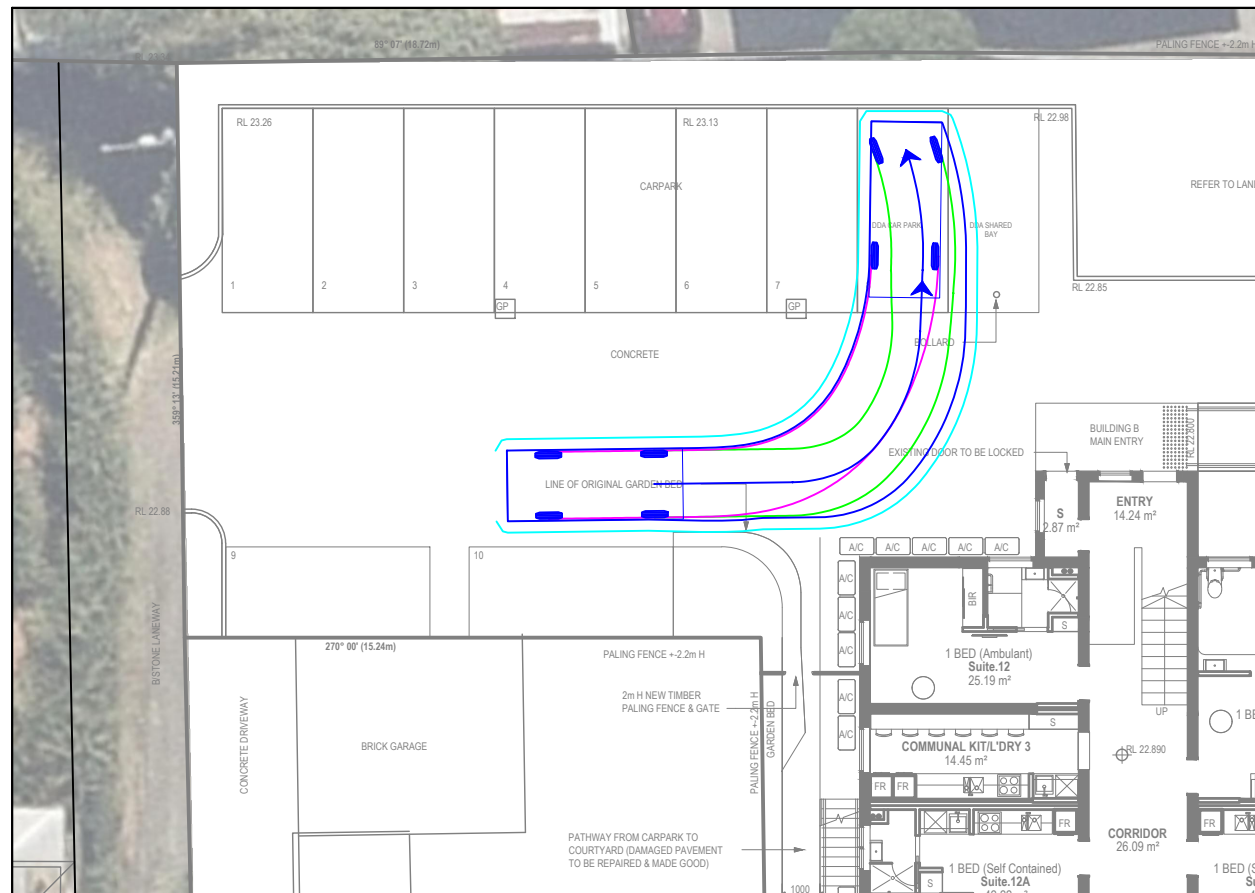 89° 07' (18.72m)
PALING FENCE +-2.2m H
RL 23.26
RL 23.13
RL 22.98
CARPARK
REFER TO LAN
DDA CAR PARK
DDA SHARED
BAY
1
2
3
4
5
6
7
RL 22.85
GP
GP
BOLLARD
CONCRETE
359° 13' (15.21m)
BUILDING B
MAIN ENTRY
RL 22.800
EXISTING DOOR TO BE LOCKED
LINE OF ORIGINAL GARDEN BED
S
2.87 m²
ENTRY
14.24 m²
RL 22.88
9
10
A/C
A/C
A/C
A/C
A/C
A/C
A/C
A/C
A/C
A/C
BIR
S
B/STONE LANEWAY
270° 00' (15.24m)
PALING FENCE +-2.2m H
1 BED (Ambulant)
Suite.12
25.19 m²
2m H NEW TIMBER
PALING FENCE & GATE
PALING FENCE +-2.2m H
GARDEN BED
UP
1 BE
S
CONCRETE DRIVEWAY
BRICK GARAGE
COMMUNAL KIT/L'DRY 3
14.45 m²
RL 22.890
FR
FR
FR
FR
PATHWAY FROM CARPARK TO
COURTYARD (DAMAGED PAVEMENT
TO BE REPAIRED & MADE GOOD)
CORRIDOR
26.09 m²
1 BED (Self Contained)
Suite.12A
S
1000
1 BED (S
Su